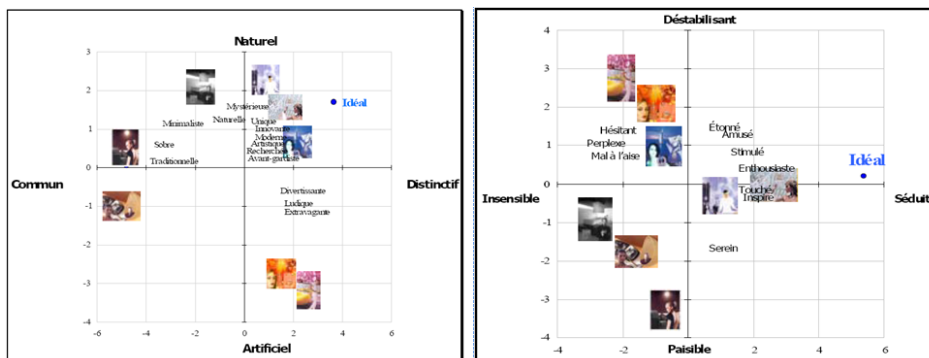 Naturel
3
2
Mystérieuse
Idéal
Naturelle
Unique
Minimaliste
Innovante
1
Moderne
Sobre
Artistique
Recherchée
Traditionnelle
Avant-gardiste
0
Commun
Distinctif
Divertissante
-1
Ludique
Extravagante
-2
-3
-4
-6
-4
-2
0
2
4
6
Artificiel
Déstabilisant
4
3
2
Hésitant
Étonné
Amusé
Perplexe
1
Mal à l'aise
Stimulé
Enthousiaste
Idéal
0
Insensible
Touché
Séduit
Inspire
-1
Serein
-2
-3
-4
-4
-2
0
2
4
6
Paisible